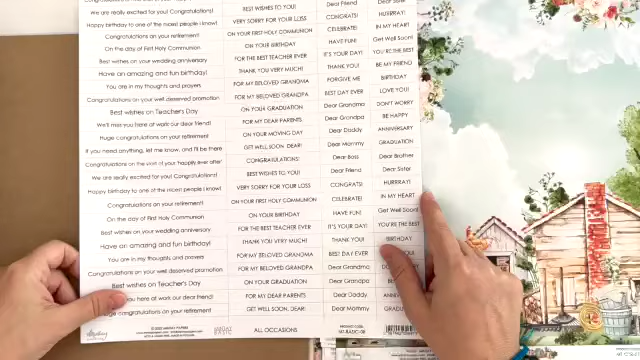 We are really excited for you! Congratulations! BEST WISHES TO YOU! Dear Friend HURRRAY!
Happy birthday to one of the nicest people I know! VERY SORRY FOR YOUR LOSS CONGRATS! IN MY HEART
Congratulations on your retirement! ON YOUR FIRST HOLY COMMUNION CELEBRATE! Get Well Soon!
On the day of First Holy Communion ON YOUR BIRTHDAY HAVE FUN! YOU'RE THE BEST
Best wishes on your wedding anniversary FOR THE BEST TEACHER EVER IT'S YOUR DAY! BE MY FRIEND
Have an amazing and fun birthday! THANK YOU VERY MUCH! THANK YOU! BIRTHDAY
You are in my thoughts and prayers FOR MY BELOVED GRANDMA FORGIVE ME LOVE YOU!
Congratulations on your well deserved promotion FOR MY BELOVED GRANDPA BEST DAY EVER DON'T WORRY
Best wishes on Teacher's Day ON YOUR GRADUATION Dear Grandma BE HAPPY
We'll miss you here at work our dear friend! FOR MY DEAR PARENTS Dear Grandpa ANNIVERSARY
Huge congratulations on your retirement! ON YOUR MOVING DAY Dear Daddy GRADUATION
If you need anything, let me know, and I'll be there GET WELL SOON, DEAR! Dear Mommy Dear Brother
Congratulations on the start of your happily ever after! CONGRATULATIONS! Dear Boss Dear Sister
We are really excited for you! Congratulations! BEST WISHES TO YOU! Dear Friend HURRRAY!
Happy birthday to one of the nicest people I know! VERY SORRY FOR YOUR LOSS CONGRATS! IN MY HEART
Congratulations on your retirement! ON YOUR FIRST HOLY COMMUNION CELEBRATE! Get Well Soon!
On the day of First Holy Communion ON YOUR BIRTHDAY HAVE FUN! YOU'RE THE BEST
Best wishes on your wedding anniversary FOR THE BEST TEACHER EVER IT'S YOUR DAY! BIRTHDAY
Have an amazing and fun birthday! THANK YOU VERY MUCH! THANK YOU!
You are in my thoughts and prayers FOR MY BELOVED GRANDMA BEST DAY EVER
Congratulations on your well deserved promotion FOR MY BELOVED GRANDPA Dear Grandma
Best wishes on Teacher's Day ON YOUR GRADUATION Dear Grandpa
you here at work our dear friend! FOR MY DEAR PARENTS Dear Daddy
congratulations on your retirement! GET WELL SOON, DEAR! Dear Mommy
ALL OCCASIONS